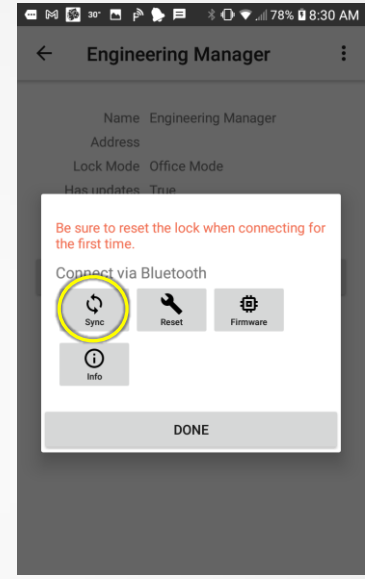 30° 78% 8:30 AM
Engineering Manager
Name Engineering Manager
Address
Lock Mode Office Mode
Has updates True
Be sure to reset the lock when connecting for
the first time.
Connect via Bluetooth
Sync Reset Firmware
Info
DONE